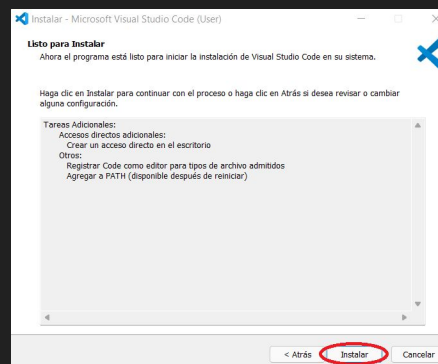 Instalar - Microsoft Visual Studio Code (User)
Listo para Instalar
Ahora el programa está listo para iniciar la instalación de Visual Studio Code en su sistema.
Haga clic en Instalar para continuar con el proceso o haga clic en Atrás si desea revisar o cambiar
alguna configuración.
Tareas Adicionales:
Accesos directos adicionales:
Crear un acceso directo en el escritorio
Otros:
Registrar Code como editor para tipos de archivo admitidos
Agregar a PATH (disponible después de reiniciar)
< Atrás Instalar Cancelar